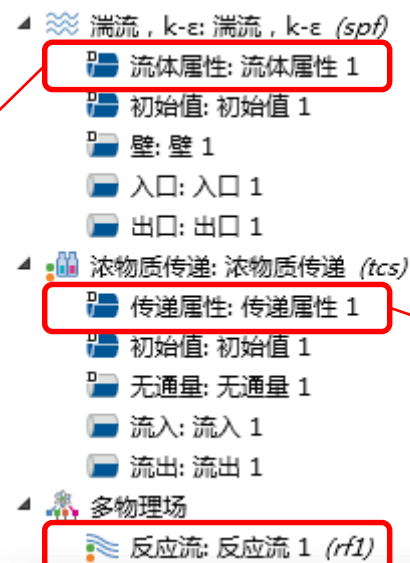 湍流，k-ε: 湍流，k-ε (spf)
流体属性: 流体属性 1
初始值: 初始值 1
壁: 壁 1
入口: 入口 1
出口: 出口 1
浓物质传递: 浓物质传递 (tcs)
传递属性: 传递属性 1
初始值: 初始值 1
无通量: 无通量 1
流入: 流入 1
流出: 流出 1
多物理场
反应流: 反应流 1 (rf1)